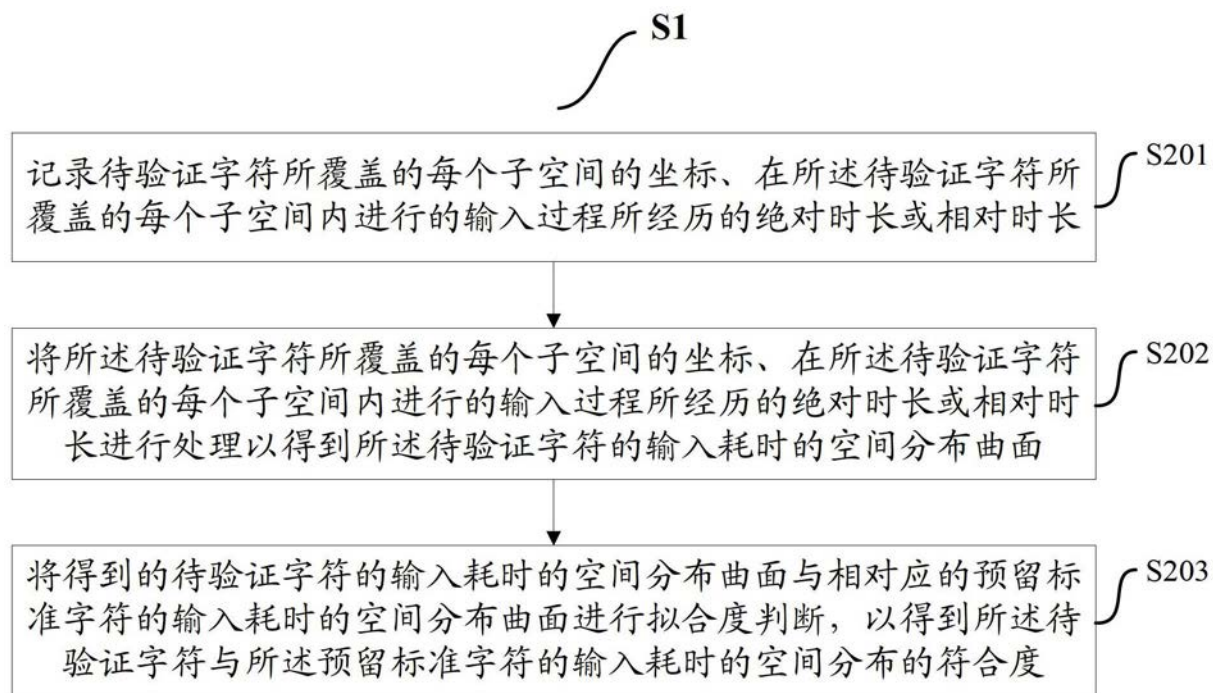 S1
记录待验证字符所覆盖的每个子空间的坐标、在所述待验证字符所
覆盖的每个子空间内进行的输入过程所经历的绝对时长或相对时长
S201
将所述待验证字符所覆盖的每个子空间的坐标、在所述待验证字符
所覆盖的每个子空间内进行的输入过程所经历的绝对时长或相对时
长进行处理以得到所述待验证字符的输入耗时的空间分布曲面
S202
将得到的待验证字符的输入耗时的空间分布曲面与相对应的预留标
准字符的输入耗时的空间分布曲面进行拟合度判断，以得到所述待
验证字符与所述预留标准字符的输入耗时的空间分布的符合度
S203